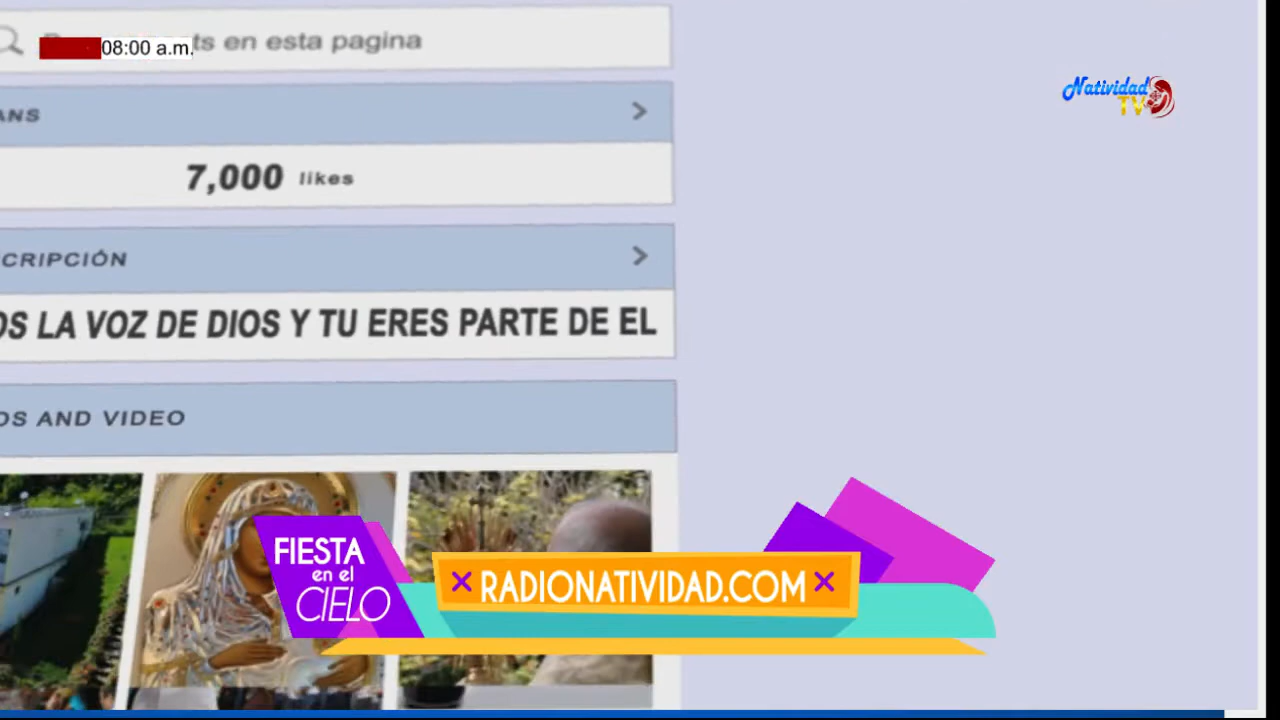 ts en esta pagina
08:00 a.m.
Natividad
TV
ANS
7,000 likes
CRIPCIÓN
OS LA VOZ DE DIOS Y TU ERES PARTE DE EL
OS AND VIDEO
FIESTA
en el
CIELO
× RADIONATIVIDAD.COM ×